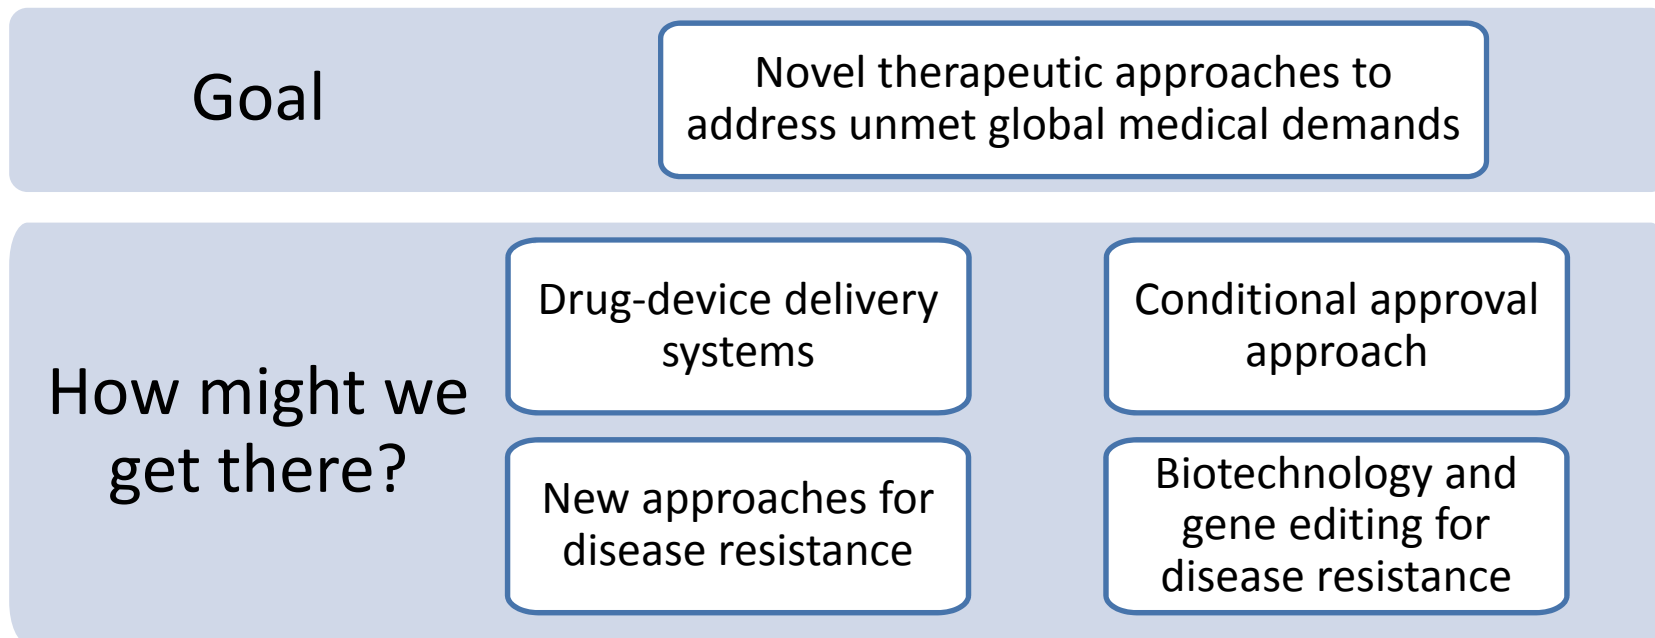 Goal
Novel therapeutic approaches to
address unmet global medical demands
How might we
get there?
Drug-device delivery
systems
Conditional approval
approach
New approaches for
disease resistance
Biotechnology and
gene editing for
disease resistance